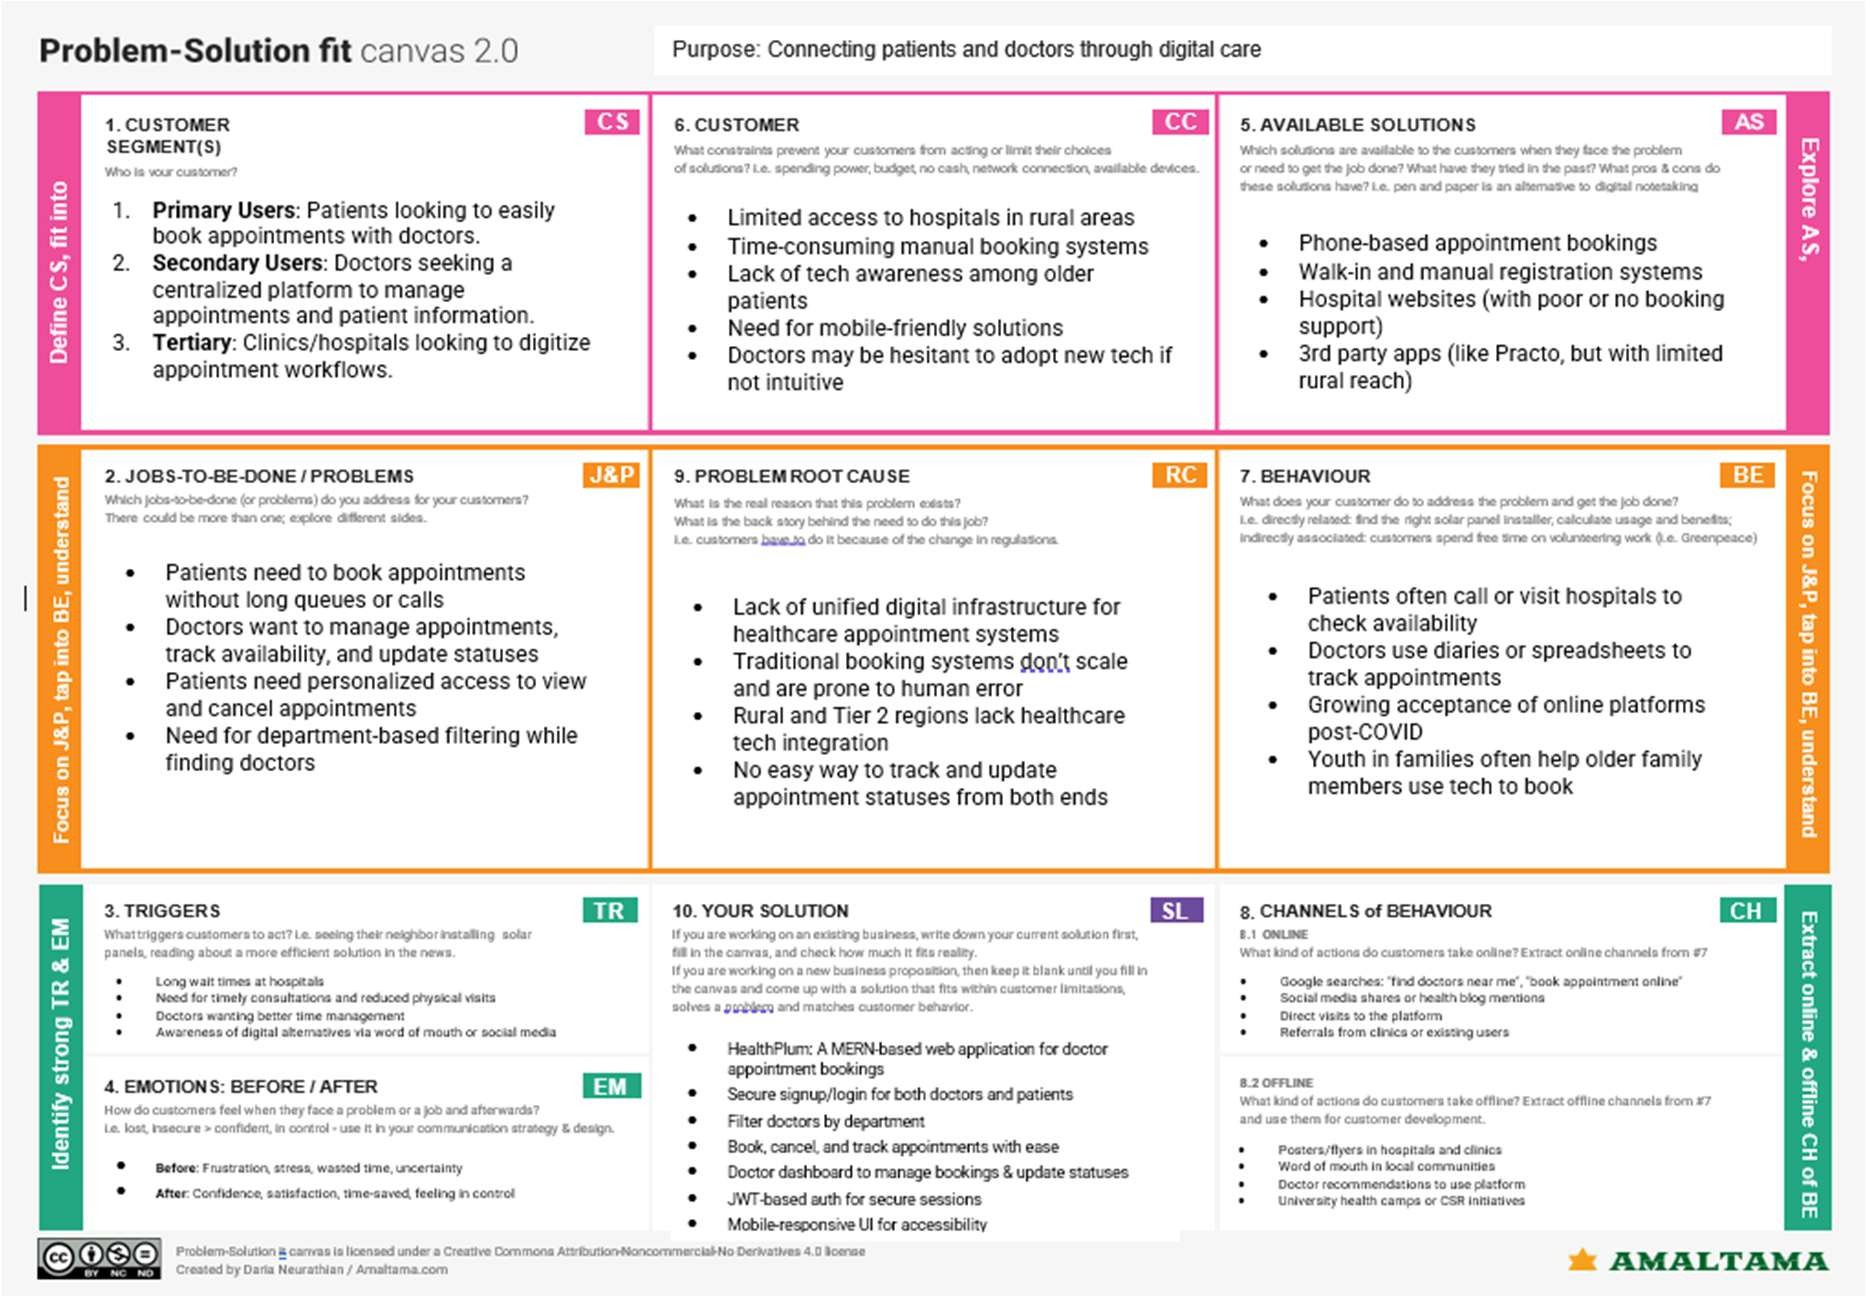 Problem-Solution fit canvas 2.0
Purpose: Connecting patients and doctors through digital care
Define CS, fit into
1. CUSTOMER
SEGMENT(S)
CS
Who is your customer?
1. Primary Users: Patients looking to easily
book appointments with doctors.
2. Secondary Users: Doctors seeking a
centralized platform to manage
appointments and patient information.
3. Tertiary: Clinics/hospitals looking to digitize
appointment workflows.
6. CUSTOMER
CC
What constraints prevent your customers from acting or limit their choices
of solutions? i.e. spending power, budget, no cash, network connection, available devices.
• Limited access to hospitals in rural areas
• Time-consuming manual booking systems
• Lack of tech awareness among older
patients
• Need for mobile-friendly solutions
• Doctors may be hesitant to adopt new tech if
not intuitive
5. AVAILABLE SOLUTIONS
AS
Which solutions are available to the customers when they face the problem
or need to get the job done? What have they tried in the past? What pros & cons do
these solutions have? i.e. pen and paper is an alternative to digital notetaking
• Phone-based appointment bookings
• Walk-in and manual registration systems
• Hospital websites (with poor or no booking
support)
• 3rd party apps (like Practo, but with limited
rural reach)
Explore AS,
Focus on J&P, tap into BE, understand
2. JOBS-TO-BE-DONE / PROBLEMS
J&P
Which jobs-to-be-done (or problems) do you address for your customers?
There could be more than one; explore different sides.
• Patients need to book appointments
without long queues or calls
• Doctors want to manage appointments,
track availability, and update statuses
• Patients need personalized access to view
and cancel appointments
• Need for department-based filtering while
finding doctors
9. PROBLEM ROOT CAUSE
RC
What is the real reason that this problem exists?
What is the back story behind the need to do this job?
i.e. customers have to do it because of the change in regulations.
• Lack of unified digital infrastructure for
healthcare appointment systems
• Traditional booking systems don't scale
and are prone to human error
• Rural and Tier 2 regions lack healthcare
tech integration
• No easy way to track and update
appointment statuses from both ends
7. BEHAVIOUR
BE
What does your customer do to address the problem and get the job done?
i.e. directly related: find the right solar panel installer, calculate usage and benefits;
indirectly associated: customers spend free time on volunteering work (i.e. Greenpeace)
• Patients often call or visit hospitals to
check availability
• Doctors use diaries or spreadsheets to
track appointments
• Growing acceptance of online platforms
post-COVID
• Youth in families often help older family
members use tech to book
Focus on J&P, tap into BE, understand
Identify strong TR & EM
3. TRIGGERS
TR
What triggers customers to act? i.e. seeing their neighbor installing solar
panels, reading about a more efficient solution in the news.
• Long wait times at hospitals
• Need for timely consultations and reduced physical visits
• Doctors wanting better time management
• Awareness of digital alternatives via word of mouth or social media
4. EMOTIONS: BEFORE / AFTER
EM
How do customers feel when they face a problem or a job and afterwards?
i.e. lost, insecure > confident, in control - use it in your communication strategy & design.
• Before: Frustration, stress, wasted time, uncertainty
• After: Confidence, satisfaction, time-saved, feeling in control
10. YOUR SOLUTION
SL
If you are working on an existing business, write down your current solution first,
fill in the canvas, and check how much it fits reality.
If you are working on a new business proposition, then keep it blank until you fill in
the canvas and come up with a solution that fits within customer limitations,
solves a problem and matches customer behavior.
• HealthPlum: A MERN-based web application for doctor
appointment bookings
• Secure signup/login for both doctors and patients
• Filter doctors by department
• Book, cancel, and track appointments with ease
• Doctor dashboard to manage bookings & update statuses
• JWT-based auth for secure sessions
• Mobile-responsive UI for accessibility
8. CHANNELS of BEHAVIOUR
CH
8.1 ONLINE
What kind of actions do customers take online? Extract online channels from #7
• Google searches: "find doctors near me", "book appointment online"
• Social media shares or health blog mentions
• Direct visits to the platform
• Referrals from clinics or existing users
8.2 OFFLINE
What kind of actions do customers take offline? Extract offline channels from #7
and use them for customer development.
• Posters/flyers in hospitals and clinics
• Word of mouth in local communities
• Doctor recommendations to use platform
• University health camps or CSR initiatives
Extract online & offline CH of BE
cc BY NC ND
Problem-Solution is canvas is licensed under a Creative Commons Attribution-Noncommercial-No Derivatives 4.0 license
Created by Daria Neurathian / Amaltama.com
AMALTAMA